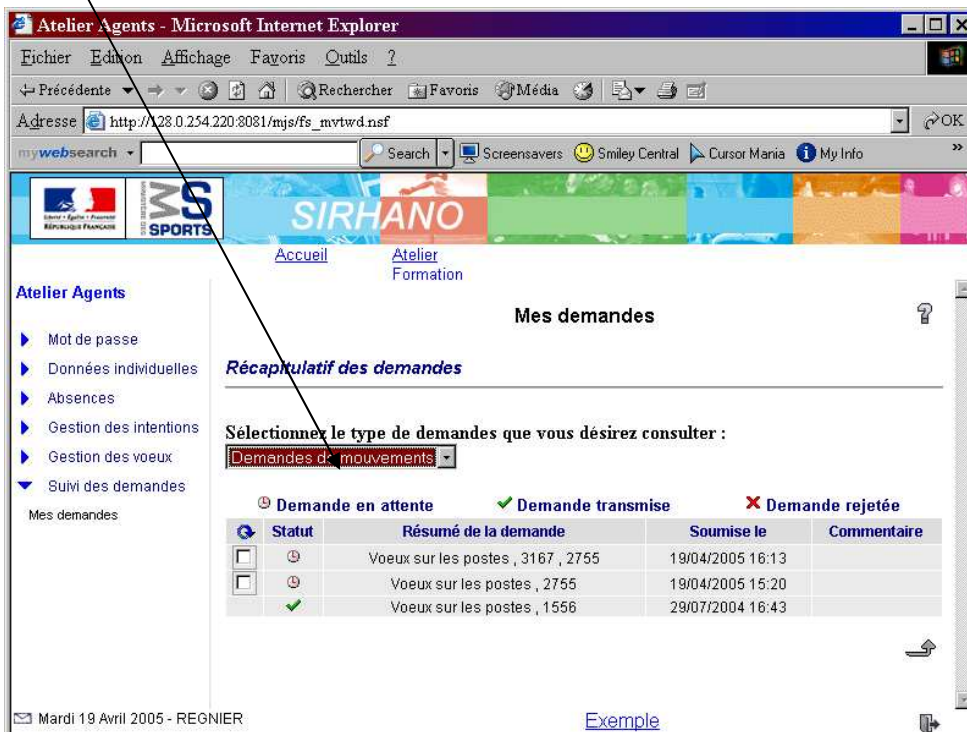 Atelier Agents - Microsoft Internet Explorer
Fichier Edition Affichage Favoris Outils ?
Précédente Rechercher Favoris Média
Adresse http://128.0.254.220:8081/mjs/fs_mvtwd.nsf OK
mywebsearch Search Screensavers Smiley Central Cursor Mania My Info »
Liberté • Égalité • Fraternité
RÉPUBLIQUE FRANÇAISE
MS
SPORTS
SIRHANO
Accueil Atelier
Formation
Atelier Agents
Mes demandes
Mot de passe
Données individuelles
Récapitulatif des demandes
Absences
Gestion des intentions
Sélectionnez le type de demandes que vous désirez consulter :
Gestion des voeux
Demandes de mouvements
Suivi des demandes
Mes demandes
Demande en attente Demande transmise Demande rejetée
Statut Résumé de la demande Soumise le Commentaire
Voeux sur les postes , 3167 , 2755 19/04/2005 16:13
Voeux sur les postes , 2755 19/04/2005 15:20
Voeux sur les postes , 1556 29/07/2004 16:43
Mardi 19 Avril 2005 - REGNIER Exemple